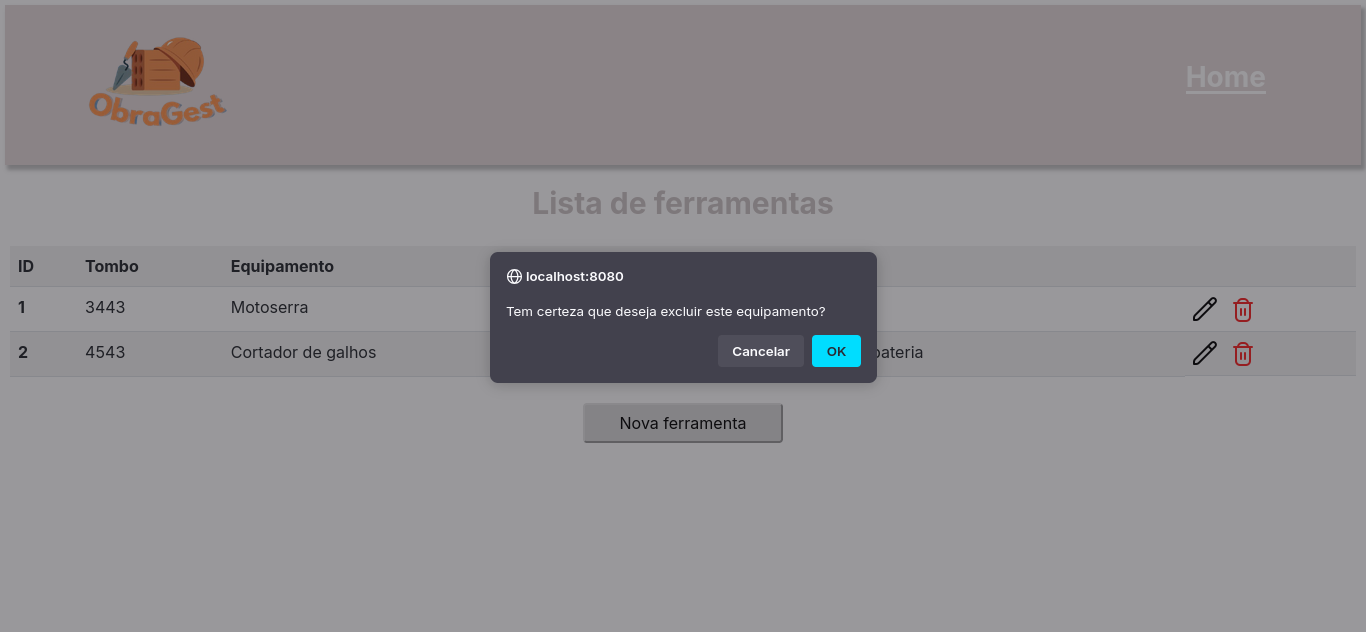 ObraGest
Home
Lista de ferramentas
ID Tombo Equipamento
1 3443 Motoserra
2 4543 Cortador de galhos bateria
localhost:8080
Tem certeza que deseja excluir este equipamento?
Cancelar OK
Nova ferramenta